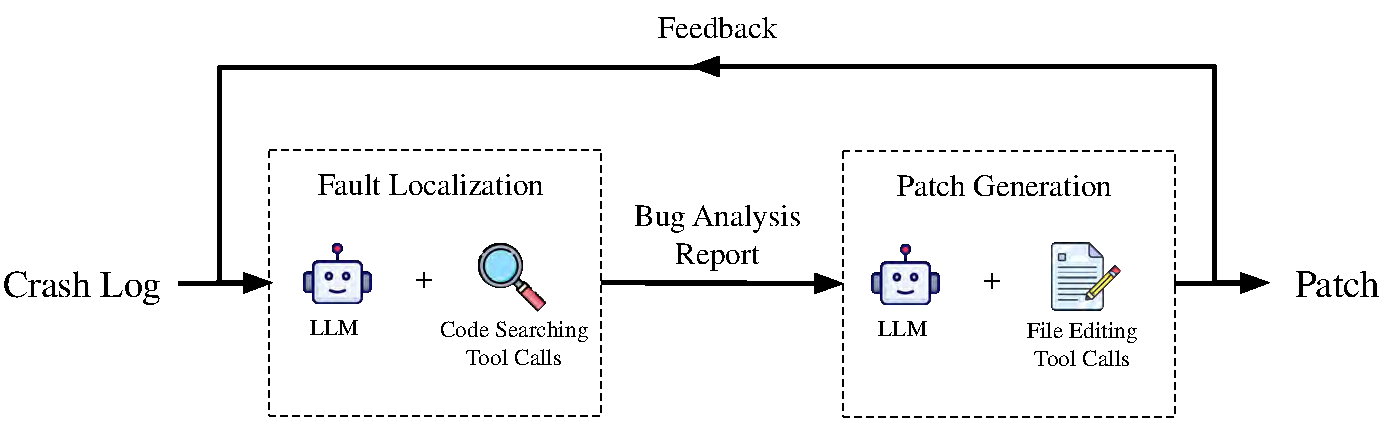 Feedback
Fault Localization
Patch Generation
Bug Analysis
Report
Crash Log
+
+
Patch
LLM
Code Searching
Tool Calls
LLM
File Editing
Tool Calls